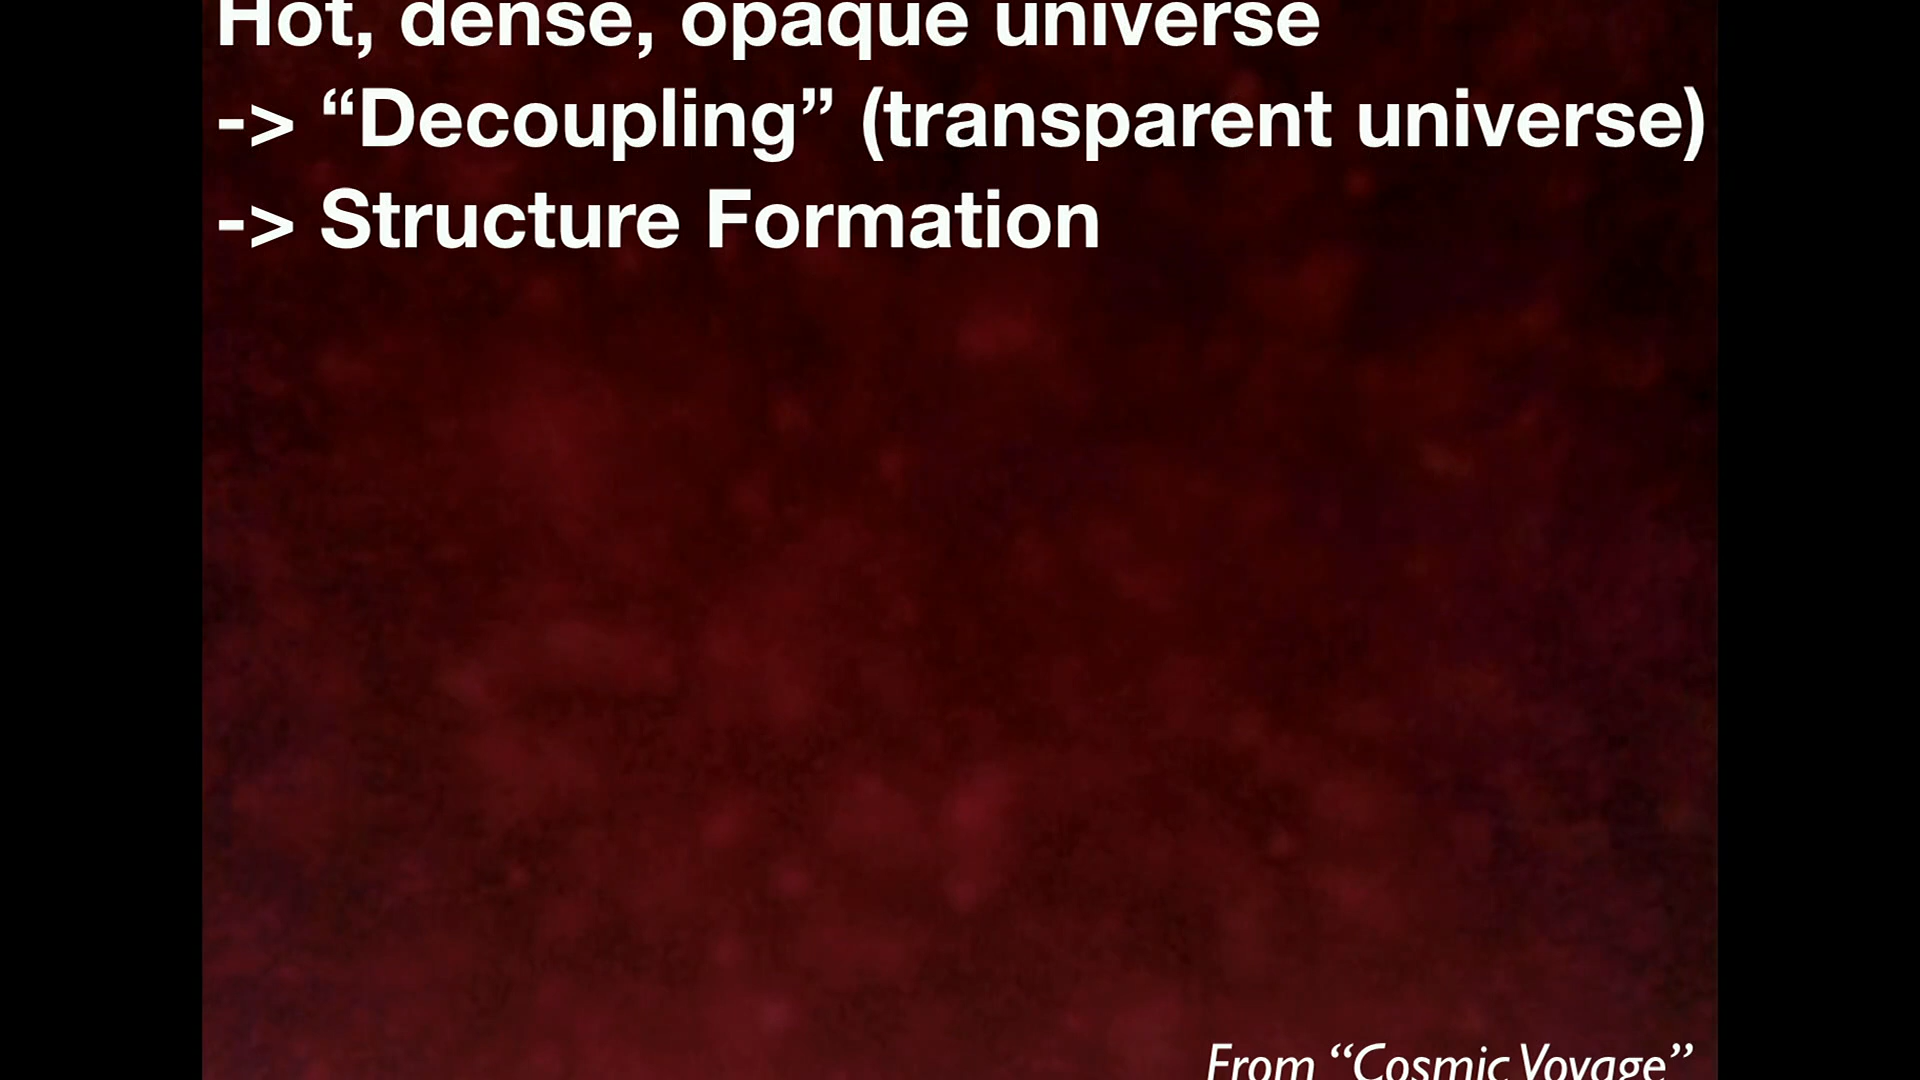 Hot, dense, opaque universe
-> “Decoupling” (transparent universe)
-> Structure Formation
From “Cosmic Voyage”